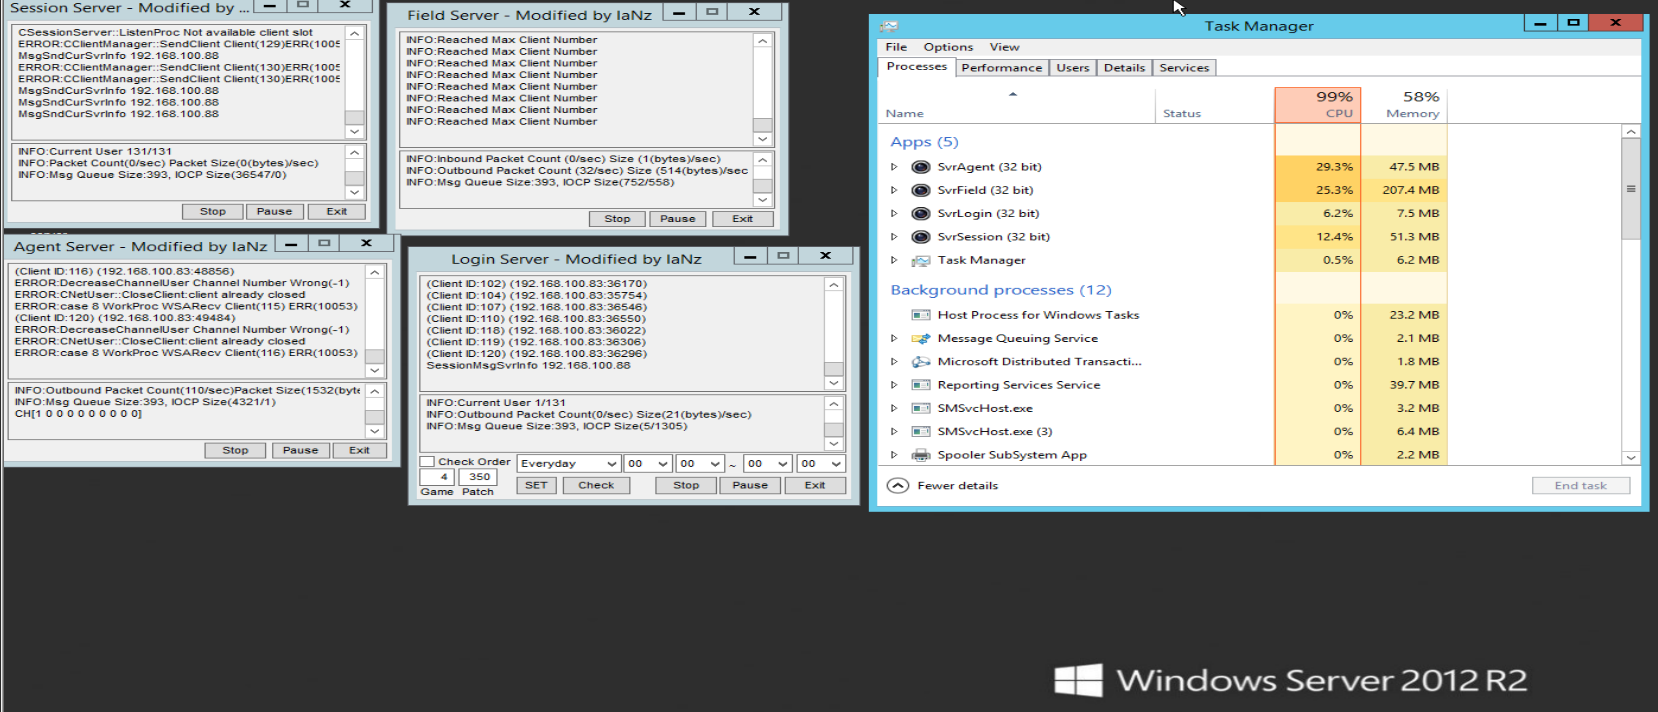 Session Server - Modified by ...
CSessionServer::ListenProc Not available client slot
ERROR:CClientManager::SendClient Client(129)ERR(1005
MsgSndCurSvrInfo 192.168.100.88
ERROR:CClientManager::SendClient Client(130)ERR(1005
ERROR:CClientManager::SendClient Client(130)ERR(1005
MsgSndCurSvrInfo 192.168.100.88
MsgSndCurSvrInfo 192.168.100.88
MsgSndCurSvrInfo 192.168.100.88
INFO:Current User 131/131
INFO:Packet Count(0/sec) Packet Size(0(bytes)/sec)
INFO:Msg Queue Size:393, IOCP Size(36547/0)
Stop Pause Exit
Field Server - Modified by IaNz
INFO:Reached Max Client Number
INFO:Reached Max Client Number
INFO:Reached Max Client Number
INFO:Reached Max Client Number
INFO:Reached Max Client Number
INFO:Reached Max Client Number
INFO:Reached Max Client Number
INFO:Reached Max Client Number
INFO:Inbound Packet Count (0/sec) Size (1(bytes)/sec)
INFO:Outbound Packet Count (32/sec) Size (514(bytes)/sec
INFO:Msg Queue Size:393, IOCP Size(752/558)
Stop Pause Exit
Agent Server - Modified by IaNz
(Client ID:116) (192.168.100.83:48856)
ERROR:DecreaseChannelUser Channel Number Wrong(-1)
ERROR:CNetUser::CloseClient:client already closed
ERROR:case 8 WorkProc WSARecv Client(115) ERR(10053)
(Client ID:120) (192.168.100.83:49484)
ERROR:DecreaseChannelUser Channel Number Wrong(-1)
ERROR:CNetUser::CloseClient:client already closed
ERROR:case 8 WorkProc WSARecv Client(116) ERR(10053)
INFO:Outbound Packet Count(110/sec)Packet Size(1532(byte
INFO:Msg Queue Size:393, IOCP Size(4321/1)
CH[1 0 0 0 0 0 0 0 0 0]
Stop Pause Exit
Login Server - Modified by IaNz
(Client ID:102) (192.168.100.83:36170)
(Client ID:104) (192.168.100.83:35754)
(Client ID:107) (192.168.100.83:36546)
(Client ID:110) (192.168.100.83:36550)
(Client ID:118) (192.168.100.83:36022)
(Client ID:119) (192.168.100.83:36306)
(Client ID:120) (192.168.100.83:36296)
SessionMsgSvrInfo 192.168.100.88
INFO:Current User 1/131
INFO:Outbound Packet Count(0/sec) Size(21(bytes)/sec)
INFO:Msg Queue Size:393, IOCP Size(5/1305)
Check Order Everyday 00 00 ~ 00 00
4 350 SET Check Stop Pause Exit
Game Patch
Task Manager
File Options View
Processes Performance Users Details Services
99% 58%
Name Status CPU Memory
Apps (5)
SvrAgent (32 bit) 29.3% 47.5 MB
SvrField (32 bit) 25.3% 207.4 MB
SvrLogin (32 bit) 6.2% 7.5 MB
SvrSession (32 bit) 12.4% 51.3 MB
Task Manager 0.5% 6.2 MB
Background processes (12)
Host Process for Windows Tasks 0% 23.2 MB
Message Queuing Service 0% 2.1 MB
Microsoft Distributed Transacti... 0% 1.8 MB
Reporting Services Service 0% 39.7 MB
SMSvcHost.exe 0% 3.2 MB
SMSvcHost.exe (3) 0% 6.4 MB
Spooler SubSystem App 0% 2.2 MB
Fewer details End task
Windows Server 2012 R2